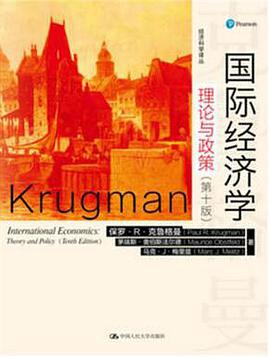 Pearson
经济科学译丛
国际经济学
理论与政策
(第十版)
Krugman
International Economics:
Theory and Policy (Tenth Edition)
保罗·R·克鲁格曼 (Paul R. Krugman)
茅瑞斯·奥伯斯法尔德 (Maurice Obstfeld)
马克·J·梅里兹 (Marc J. Melitz)
著
中国人民大学出版社